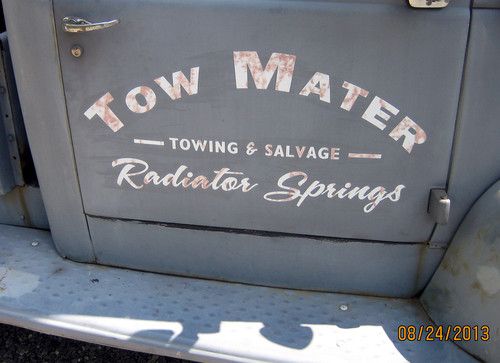 TOW MATER
TOWING & SALVAGE
Radiator Springs
08/24/2013